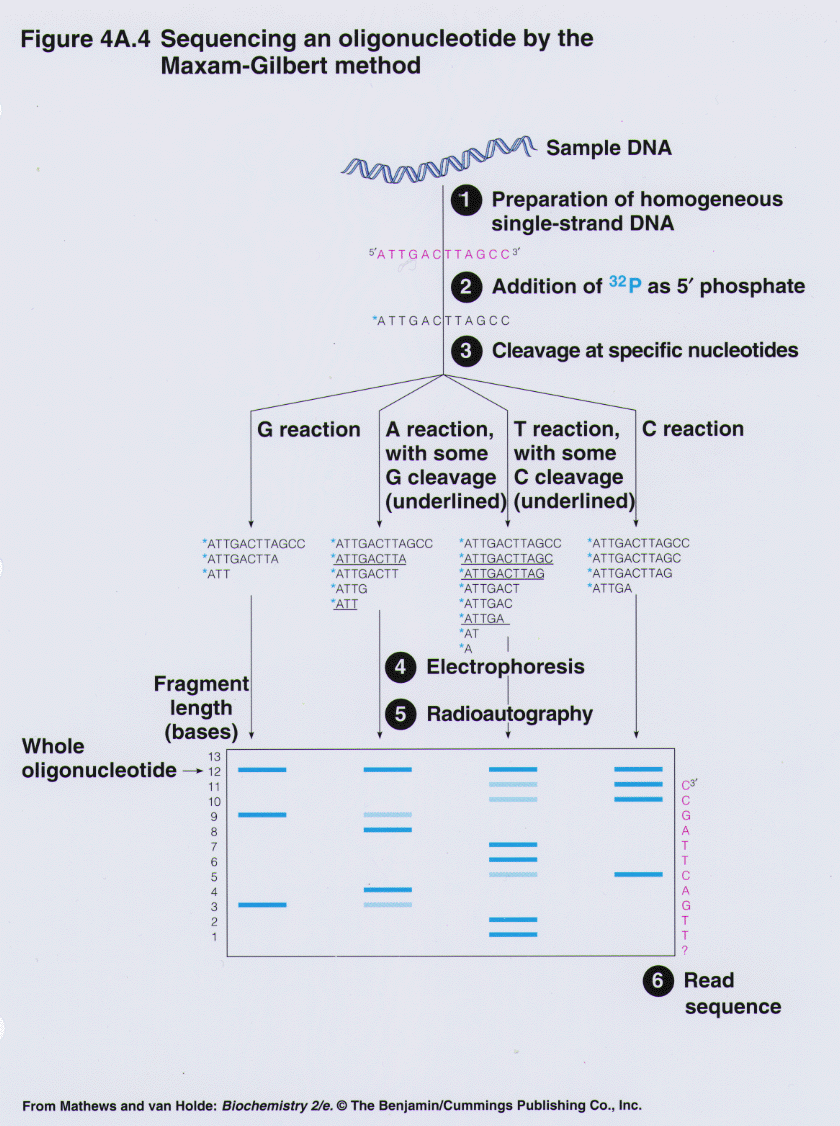 Figure 4A.4 Sequencing an oligonucleotide by the
Maxam-Gilbert method
Sample DNA
1 Preparation of homogeneous
single-strand DNA
5′ATTGACTTAGCC3′
2 Addition of 32P as 5′ phosphate
*ATTGACTTAGCC
3 Cleavage at specific nucleotides
G reaction
A reaction,
with some
G cleavage
(underlined)
T reaction,
with some
C cleavage
(underlined)
C reaction
*ATTGACTTAGCC
*ATTGACTTA
*ATT
*ATTGACTTAGCC
*ATTGACTTA
*ATTGACTT
*ATTG
*ATT
*ATTGACTTAGCC
*ATTGACTTAGC
*ATTGACTTAG
*ATTGACT
*ATTGAC
*ATTGA
*AT
*A
*ATTGACTTAGCC
*ATTGACTTAGC
*ATTGACTTAG
*ATTGA
4 Electrophoresis
5 Radioautography
Fragment
length
(bases)
Whole
oligonucleotide
13
12
11
10
9
8
7
6
5
4
3
2
1
C3′
C
G
A
T
T
C
A
G
T
T
?
6 Read
sequence
From Mathews and van Holde: Biochemistry 2/e. © The Benjamin/Cummings Publishing Co., Inc.